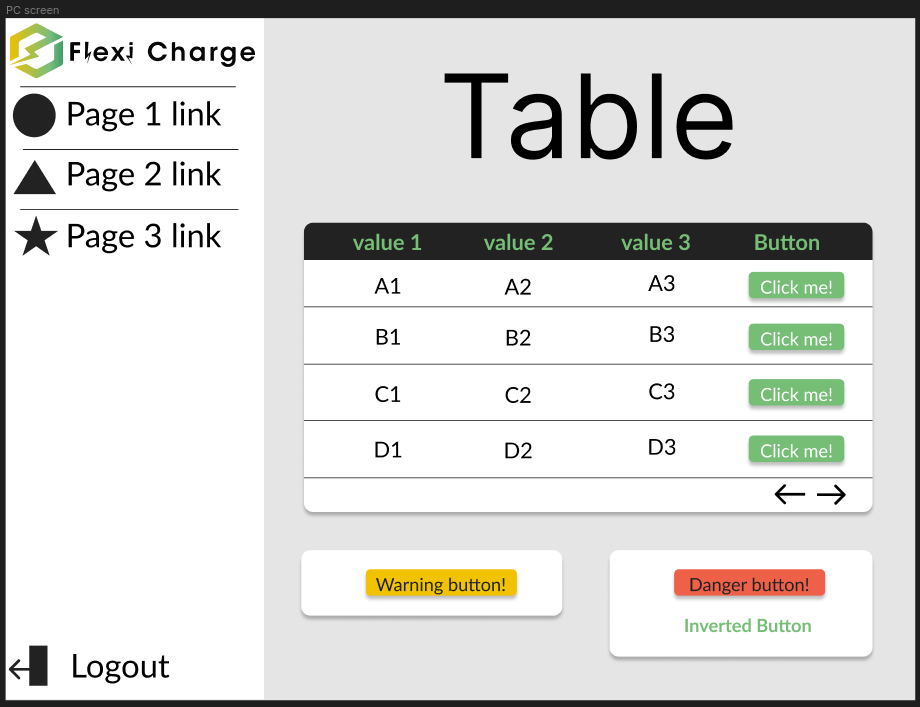 PC screen
Flexi Charge
Page 1 link
Page 2 link
Page 3 link
Logout
Table
value 1 value 2 value 3 Button
A1 A2 A3 Click me!
B1 B2 B3 Click me!
C1 C2 C3 Click me!
D1 D2 D3 Click me!
Warning button!
Danger button!
Inverted Button